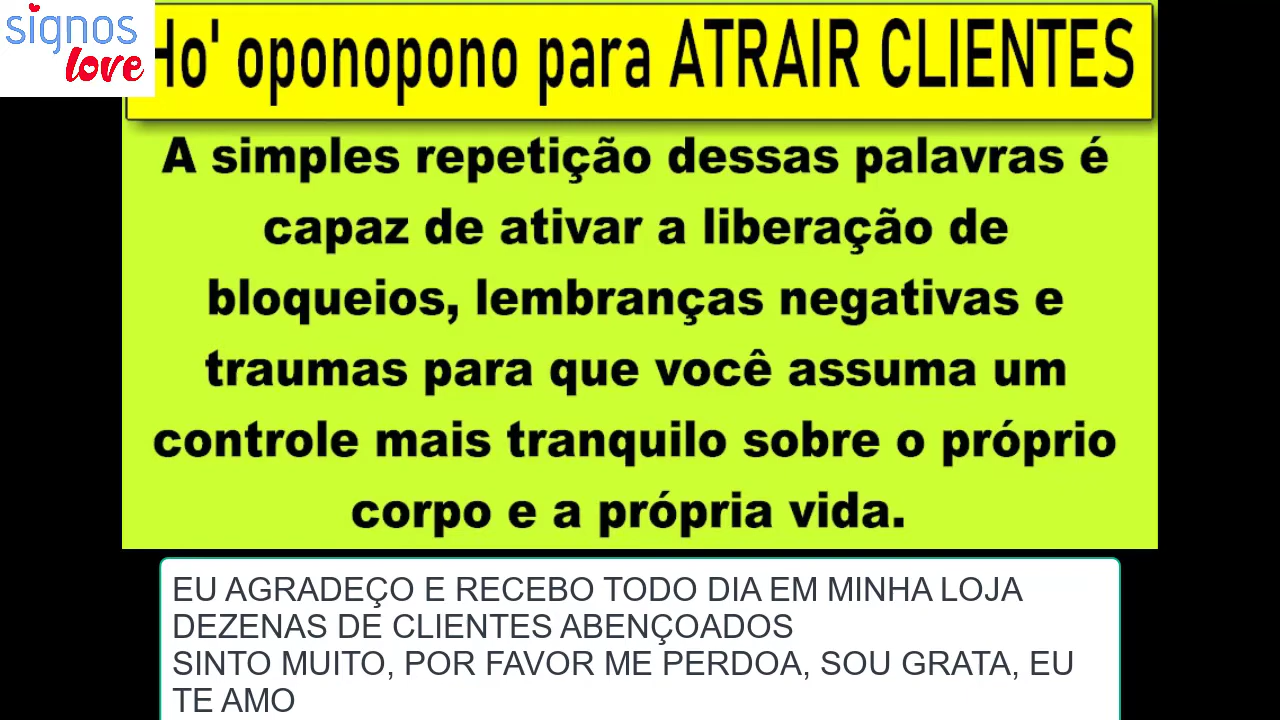 signos
love
Ho' oponopono para ATRAIR CLIENTES
A simples repetição dessas palavras é
capaz de ativar a liberação de
bloqueios, lembranças negativas e
traumas para que você assuma um
controle mais tranquilo sobre o próprio
corpo e a própria vida.
EU AGRADEÇO E RECEBO TODO DIA EM MINHA LOJA
DEZENAS DE CLIENTES ABENÇOADOS
SINTO MUITO, POR FAVOR ME PERDOA, SOU GRATA, EU
TE AMO